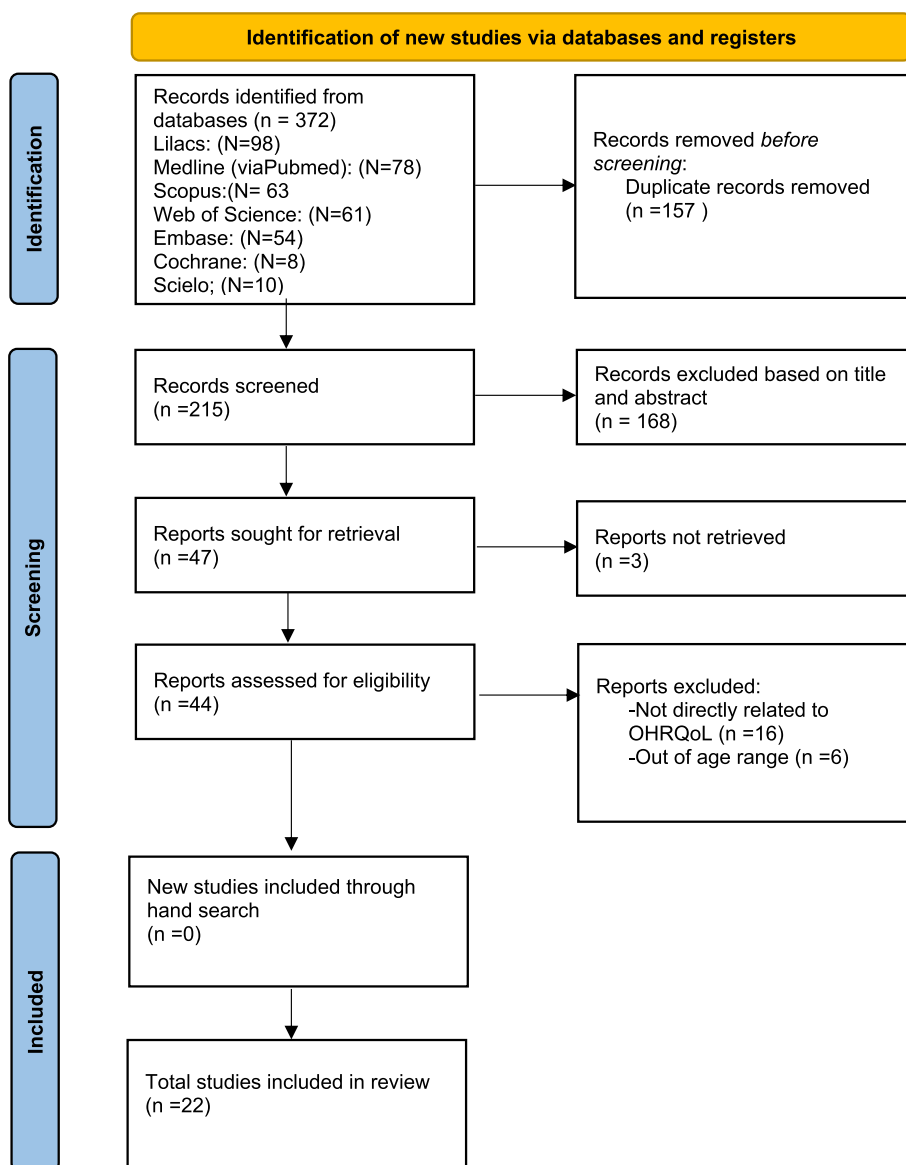 Identification of new studies via databases and registers
Identification
Records identified from
databases (n = 372)
Lilacs: (N=98)
Medline (viaPubmed): (N=78)
Scopus:(N= 63
Web of Science: (N=61)
Embase: (N=54)
Cochrane: (N=8)
Scielo; (N=10)
Records removed before
screening:
Duplicate records removed
(n =157 )
Screening
Records screened
(n =215)
Records excluded based on title
and abstract
(n = 168)
Reports sought for retrieval
(n =47)
Reports not retrieved
(n =3)
Reports assessed for eligibility
(n =44)
Reports excluded:
-Not directly related to
OHRQoL (n =16)
-Out of age range (n =6)
Included
New studies included through
hand search
(n =0)
Total studies included in review
(n =22)